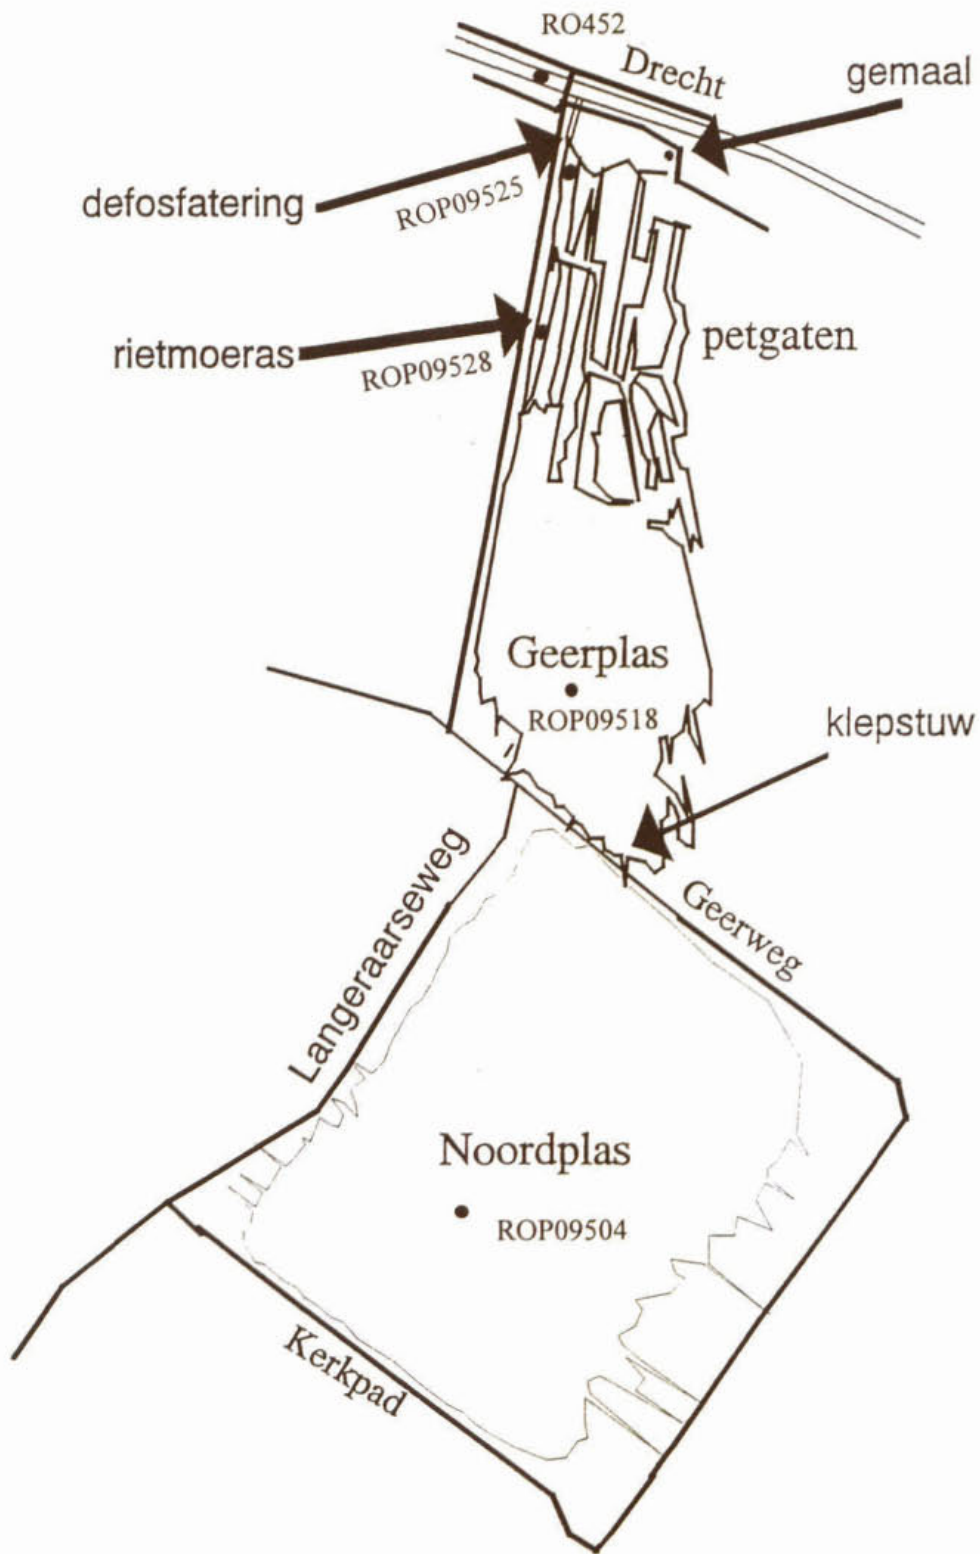 RO452
Drecht
gemaal
defosfatering
ROP09525
rietmoeras
ROP09528
petgaten
Geerplas
ROP09518
klepstuw
Langeraarseweg
Geerweg
Noordplas
ROP09504
Kerkpad